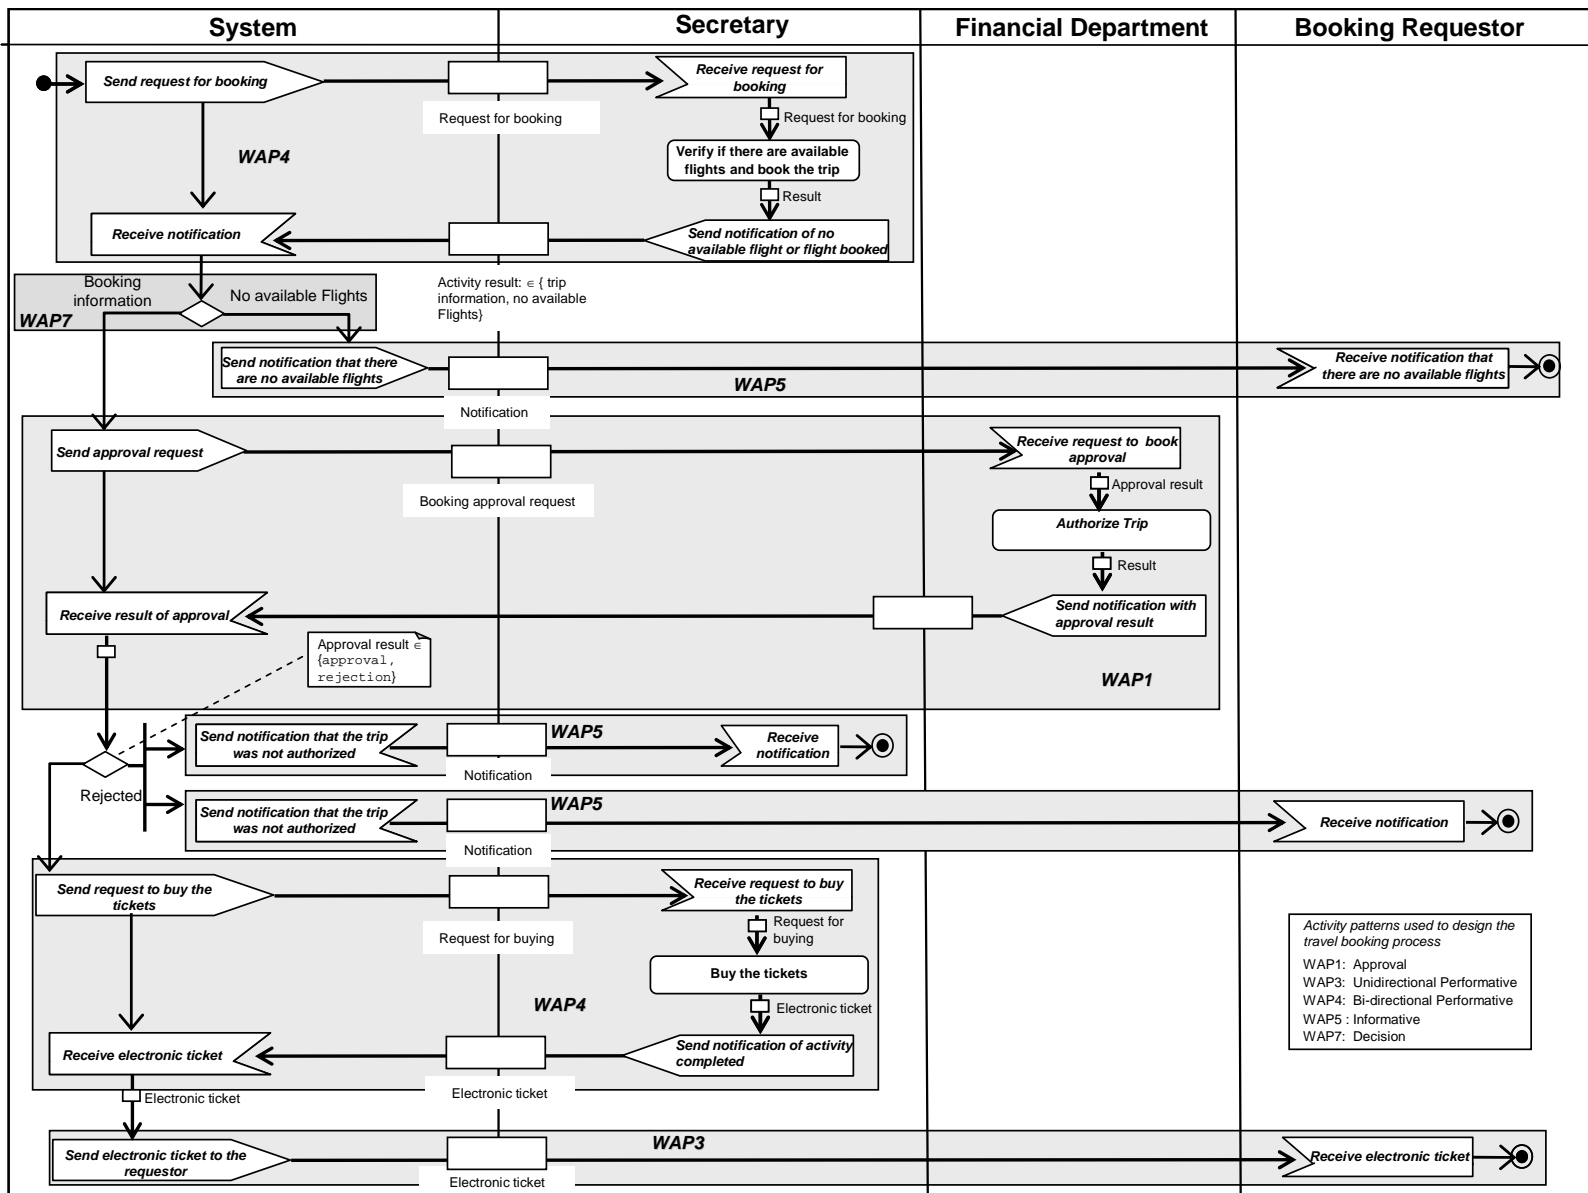 System
Secretary
Financial Department
Booking Requestor
Send request for booking
Receive request for
booking
Request for booking
Request for booking
WAP4
Verify if there are available
flights and book the trip
Result
Receive notification
Send notification of no
available flight or flight booked
Booking
information
No available Flights
WAP7
Activity result: ∈ { trip
information, no available
Flights}
Send notification that there
are no available flights
Receive notification that
there are no available flights
WAP5
Notification
Send approval request
Receive request to book
approval
Booking approval request
Approval result
Authorize Trip
Result
Receive result of approval
Send notification with
approval result
Approval result ∈
{approval,
rejection}
WAP1
Send notification that the trip
was not authorized
WAP5
Receive
notification
Notification
Rejected
Send notification that the trip
was not authorized
WAP5
Receive notification
Notification
Send request to buy the
tickets
Receive request to buy
the tickets
Request for buying
Request for
buying
Buy the tickets
WAP4
Electronic ticket
Receive electronic ticket
Send notification of activity
completed
Electronic ticket
Electronic ticket
Activity patterns used to design the
travel booking process
WAP1: Approval
WAP3: Unidirectional Performative
WAP4: Bi-directional Performative
WAP5 : Informative
WAP7: Decision
Send electronic ticket to the
requestor
WAP3
Receive electronic ticket
Electronic ticket